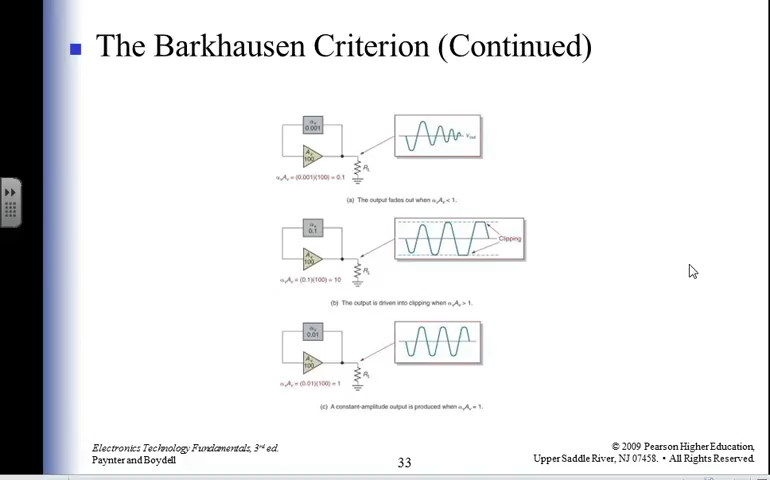 The Barkhausen Criterion (Continued)
αv
0.001
Av
100
RL
vout
αvAv = (0.001)(100) = 0.1
(a) The output fades out when αvAv < 1.
αv
0.1
Av
100
RL
Clipping
αvAv = (0.1)(100) = 10
(b) The output is driven into clipping when αvAv > 1.
αv
0.01
Av
100
RL
αvAv = (0.01)(100) = 1
(c) A constant-amplitude output is produced when αvAv = 1.
Electronics Technology Fundamentals, 3rd ed.
Paynter and Boydell
33
© 2009 Pearson Higher Education,
Upper Saddle River, NJ 07458. • All Rights Reserved.